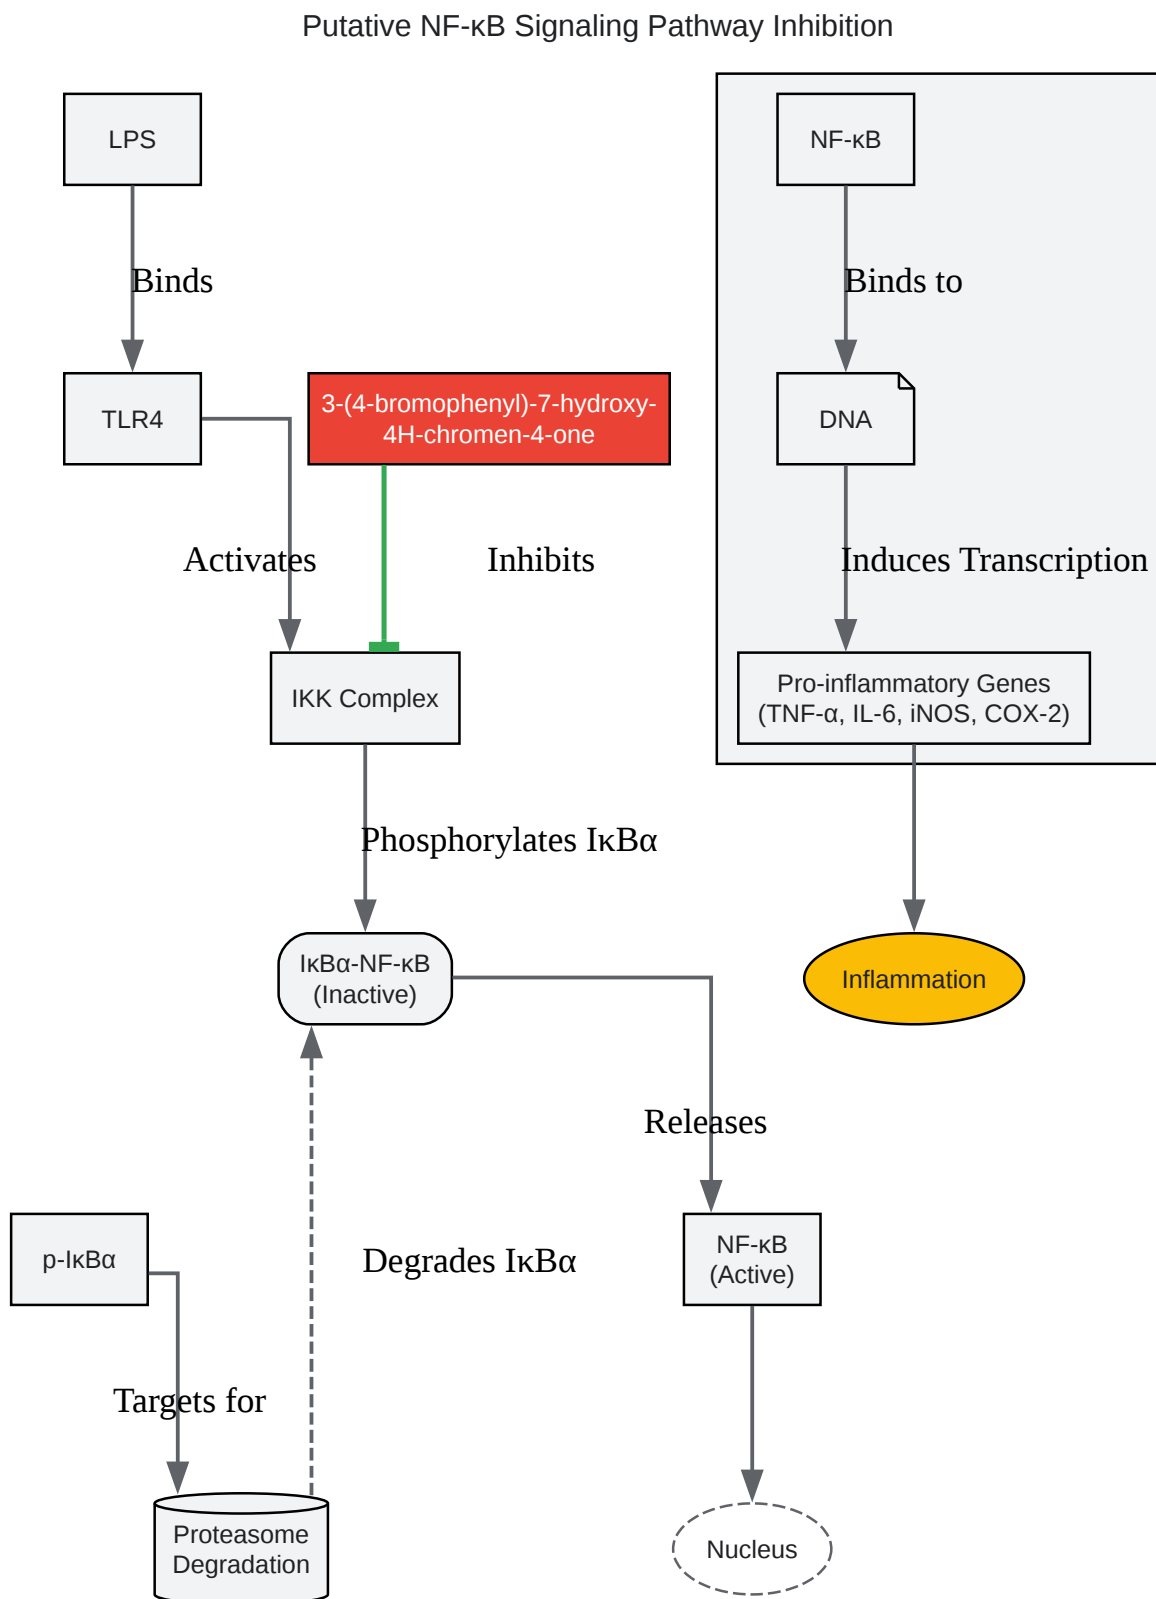 Putative NF-κB Signaling Pathway Inhibition
LPS
NF-κB
Binds
Binds to
TLR4
3-(4-bromophenyl)-7-hydroxy-
4H-chromen-4-one
DNA
Activates
Inhibits
Induces Transcription
IKK Complex
Pro-inflammatory Genes
(TNF-α, IL-6, iNOS, COX-2)
Phosphorylates IκBα
IκBα-NF-κB
(Inactive)
Inflammation
Releases
p-IκBα
Degrades IκBα
NF-κB
(Active)
Targets for
Proteasome
Degradation
Nucleus